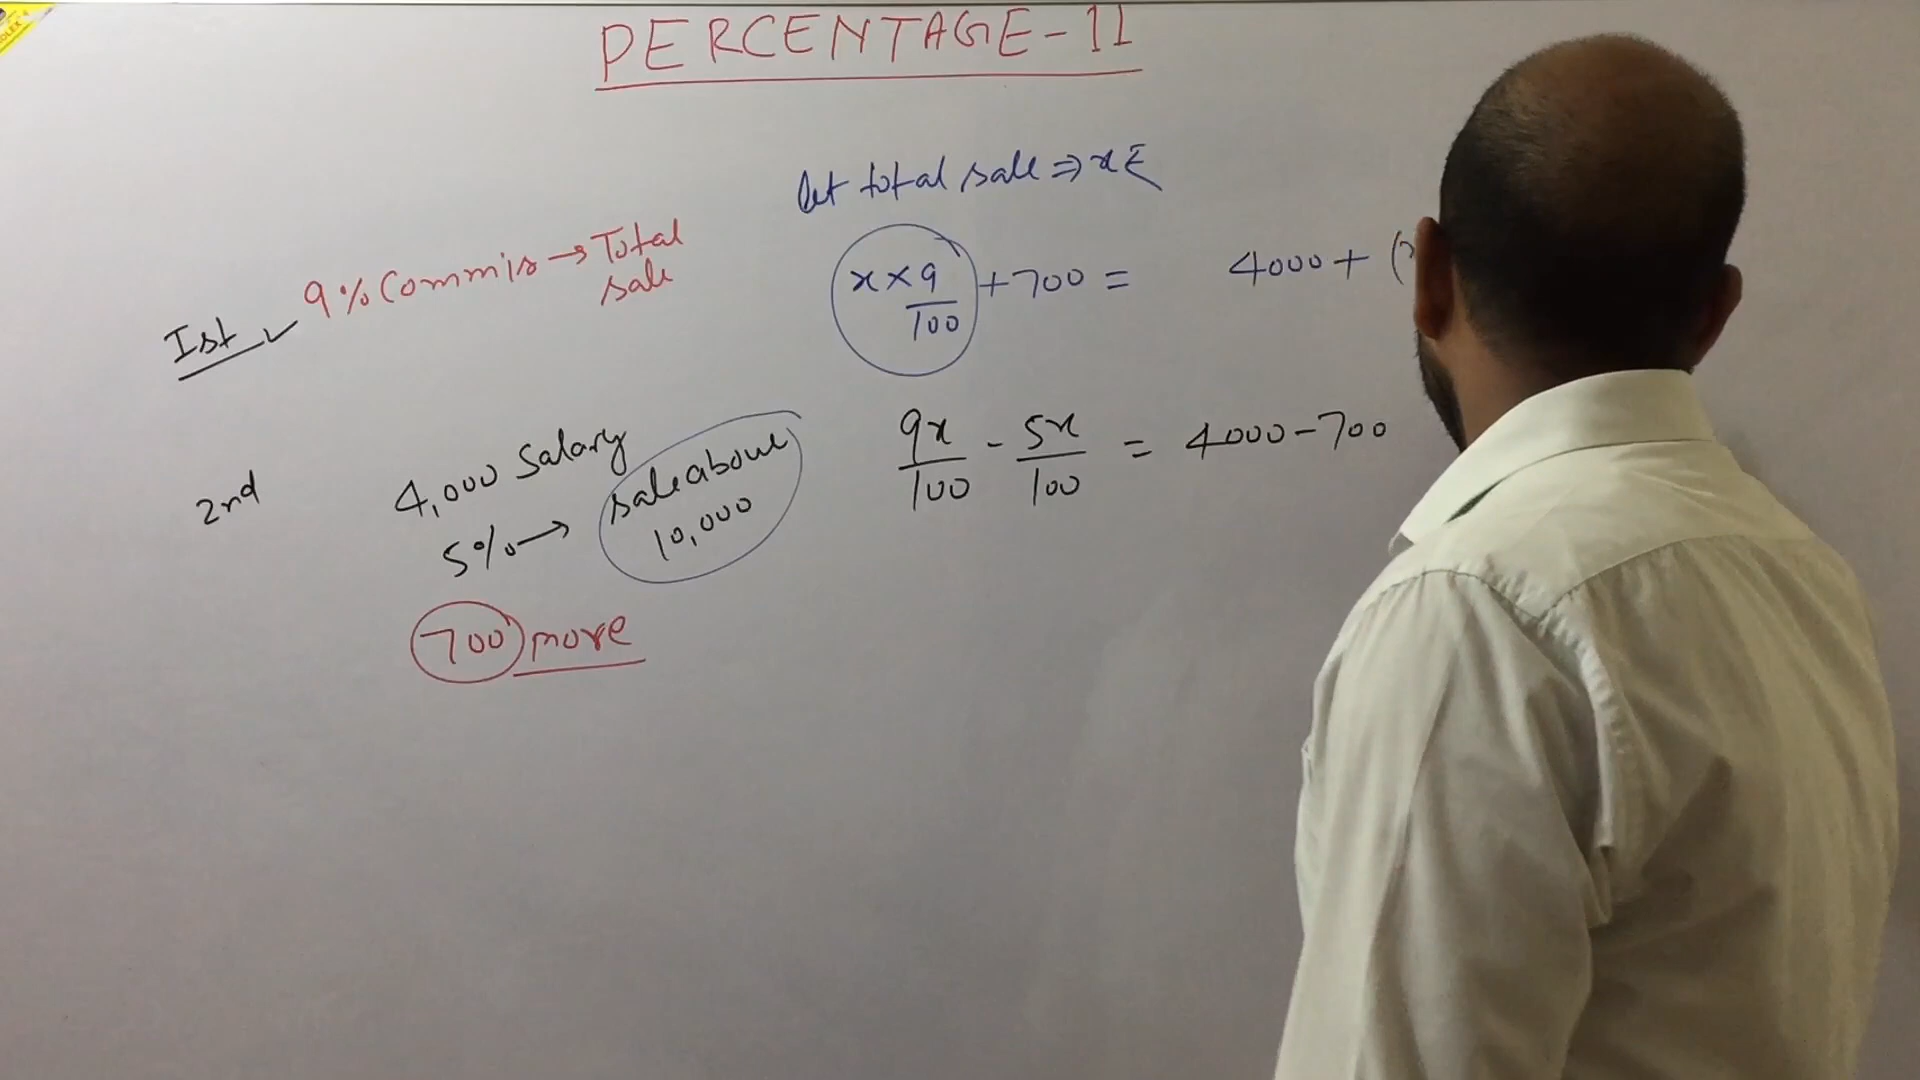 PERCENTAGE-11
let total sale ⇒ x ₹
Ist ✓ 9% Commis → Total sale
x × 9/100 + 700 = 4000 + (
2nd 4,000 Salary
5% → sale above 10,000
700 more
9x/100 - 5x/100 = 4000-700